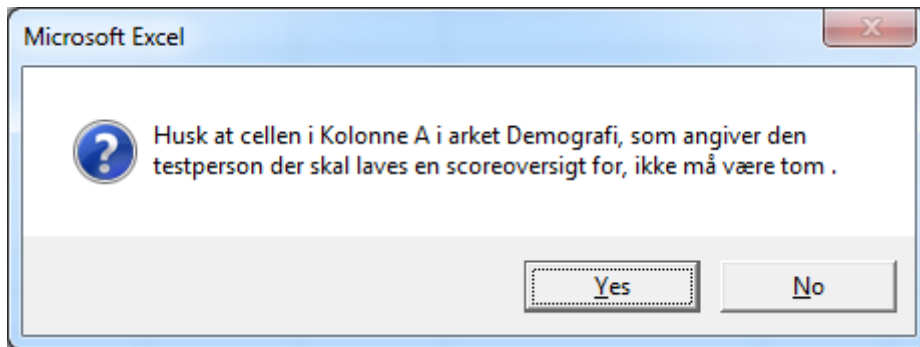 Microsoft Excel
Husk at cellen i Kolonne A i arket Demografi, som angiver den
testperson der skal laves en scoreoversigt for, ikke må være tom .
Yes
No